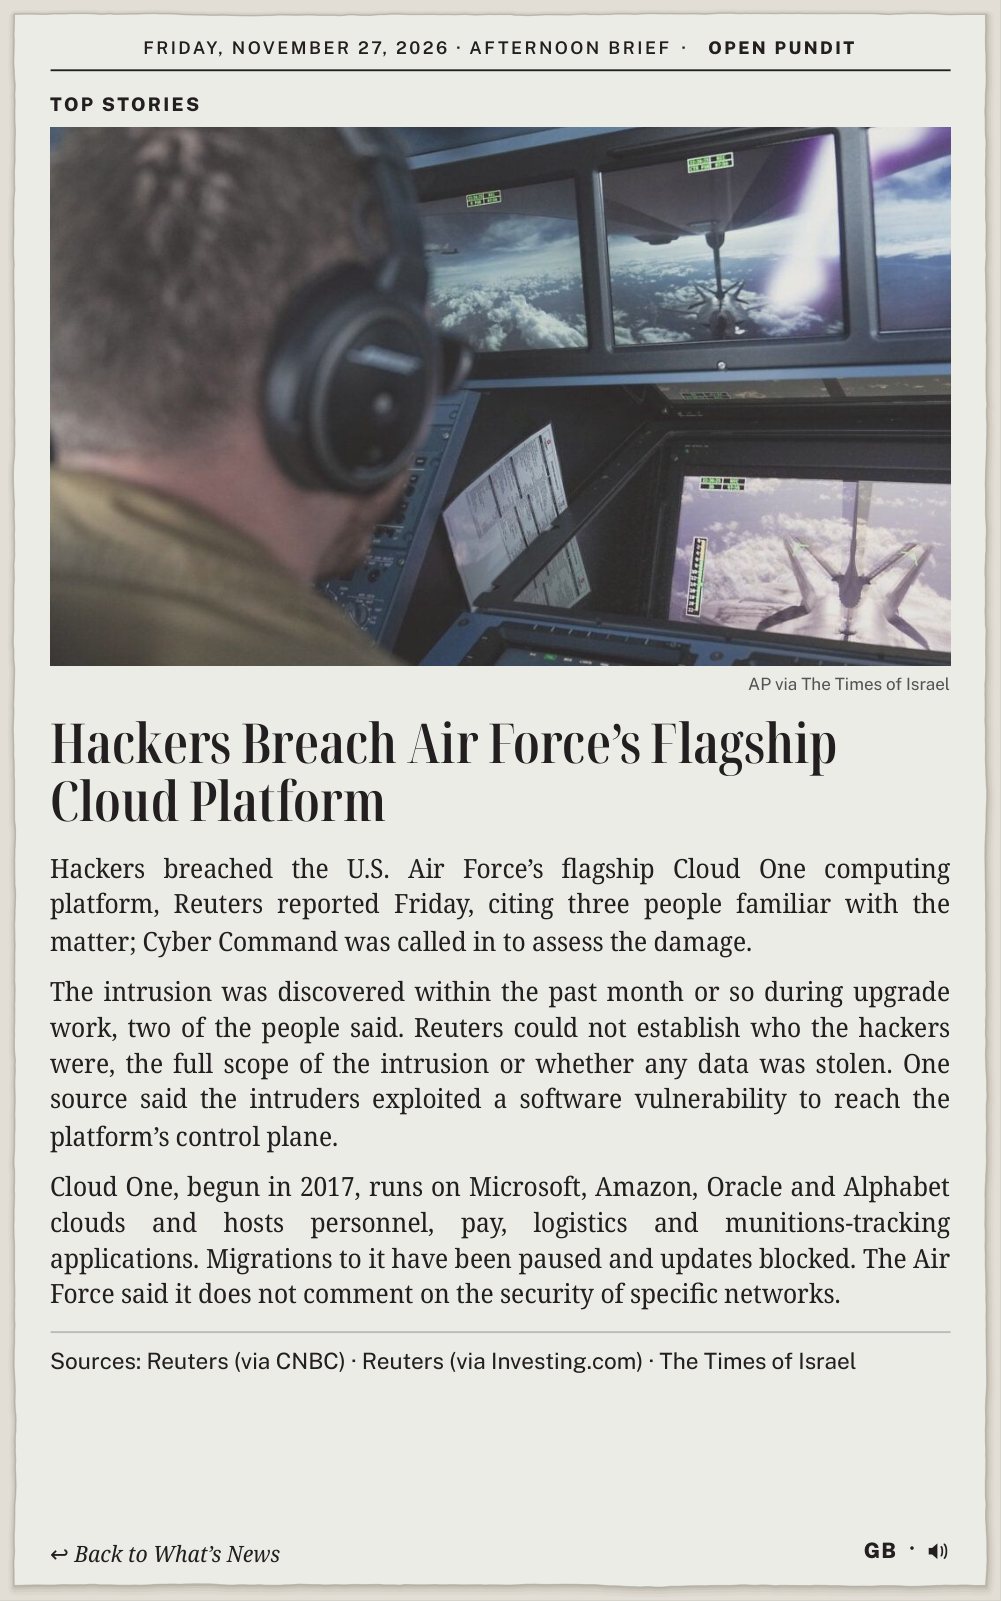 FRIDAY, NOVEMBER 27, 2026 · AFTERNOON BRIEF · OPEN PUNDIT
TOP STORIES
AP via The Times of Israel
Hackers Breach Air Force’s Flagship
Cloud Platform
Hackers breached the U.S. Air Force’s flagship Cloud One computing
platform, Reuters reported Friday, citing three people familiar with the
matter; Cyber Command was called in to assess the damage.
The intrusion was discovered within the past month or so during upgrade
work, two of the people said. Reuters could not establish who the hackers
were, the full scope of the intrusion or whether any data was stolen. One
source said the intruders exploited a software vulnerability to reach the
platform’s control plane.
Cloud One, begun in 2017, runs on Microsoft, Amazon, Oracle and Alphabet
clouds and hosts personnel, pay, logistics and munitions-tracking
applications. Migrations to it have been paused and updates blocked. The Air
Force said it does not comment on the security of specific networks.
Sources: Reuters (via CNBC) · Reuters (via Investing.com) · The Times of Israel
↩ Back to What’s News
GB ·